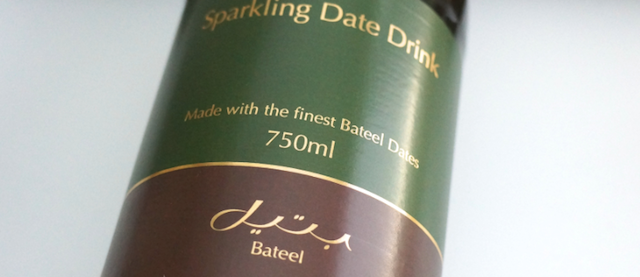 Sparkling Date Drink
Made with the finest Bateel Dates
750ml
بتيل
Bateel